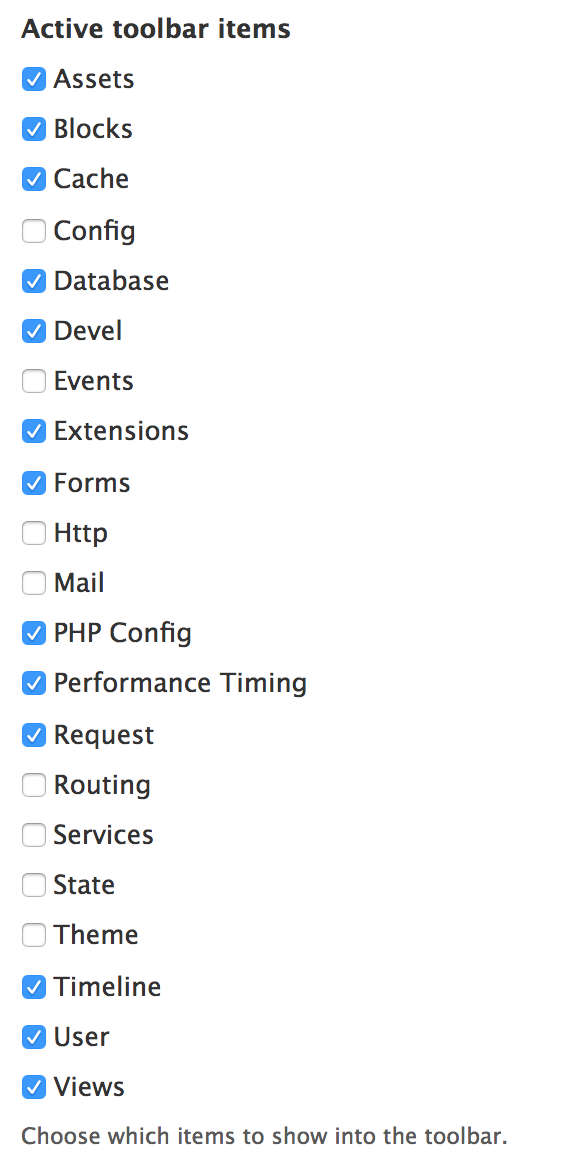 Active toolbar items
Assets
Blocks
Cache
Config
Database
Devel
Events
Extensions
Forms
Http
Mail
PHP Config
Performance Timing
Request
Routing
Services
State
Theme
Timeline
User
Views
Choose which items to show into the toolbar.